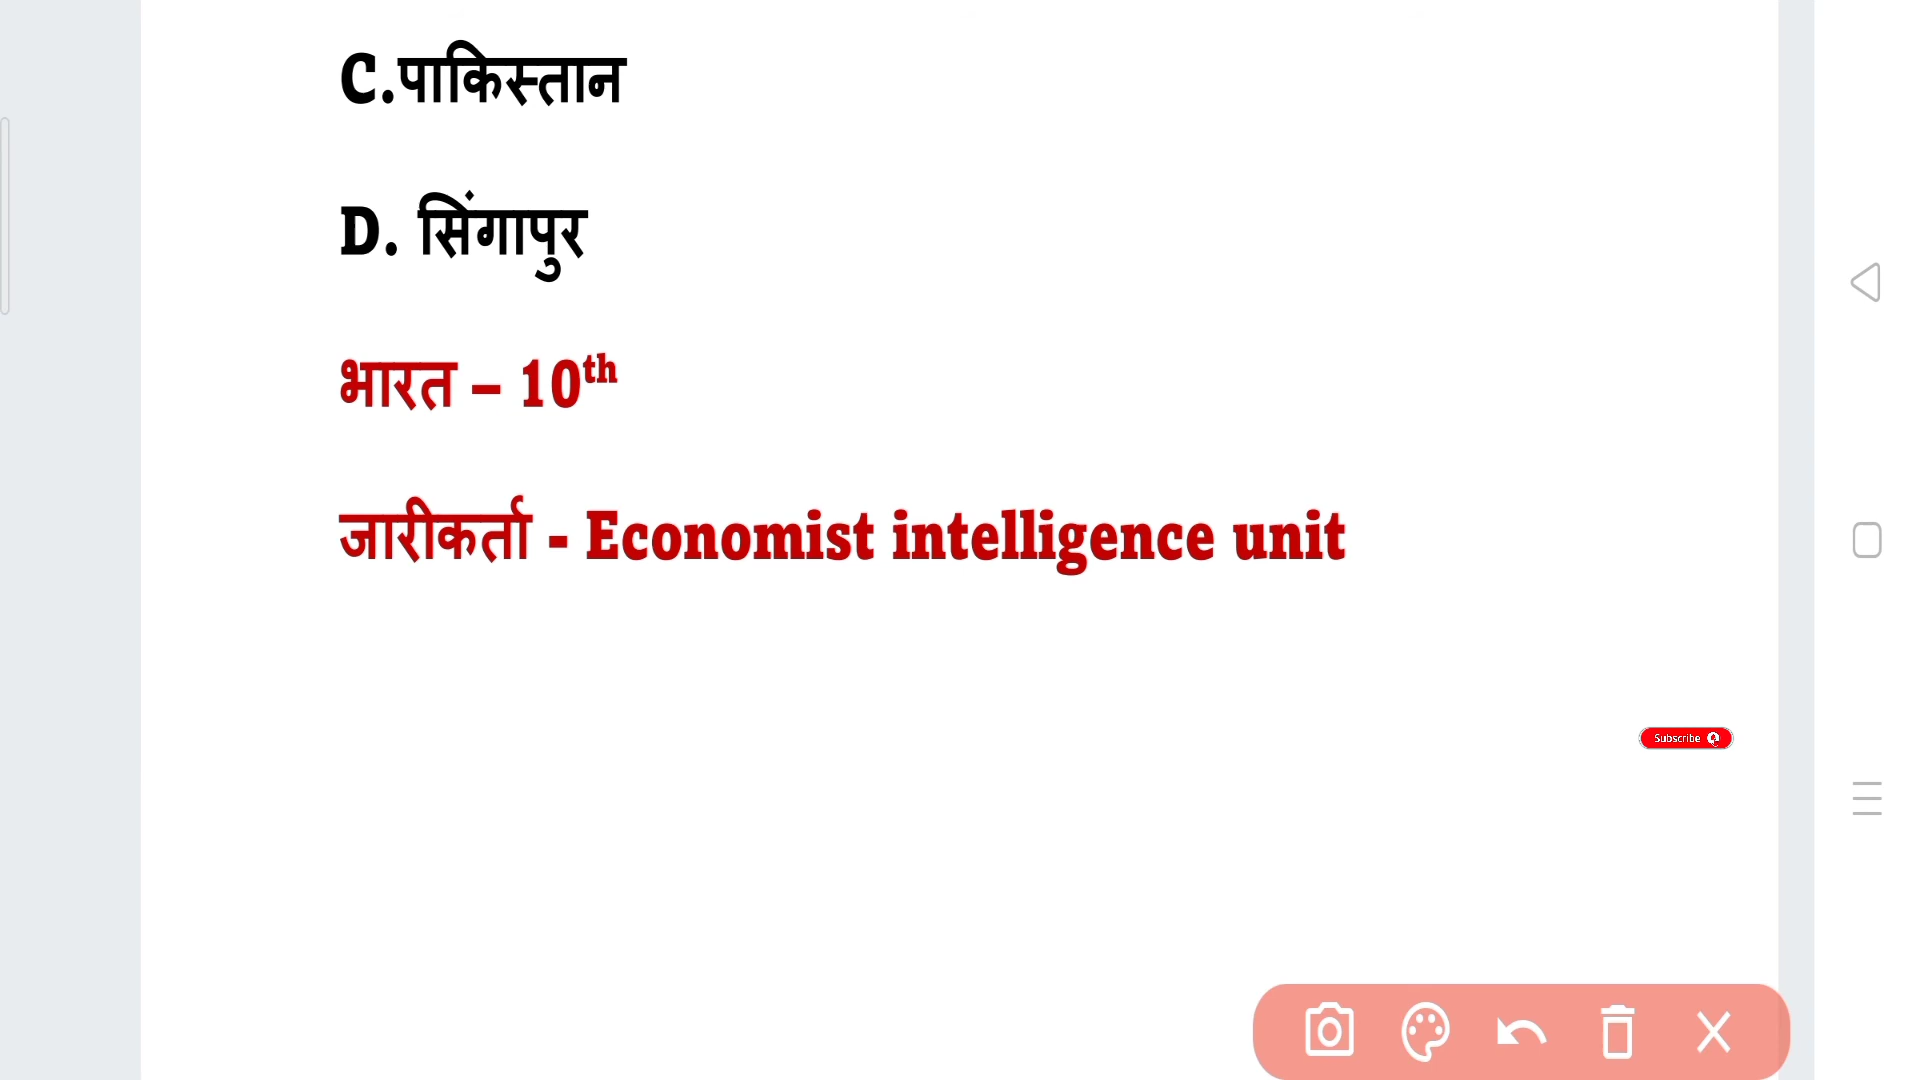 C.पाकिस्तान
D. सिंगापुर
भारत – 10th
जारीकर्ता - Economist intelligence unit
Subscribe